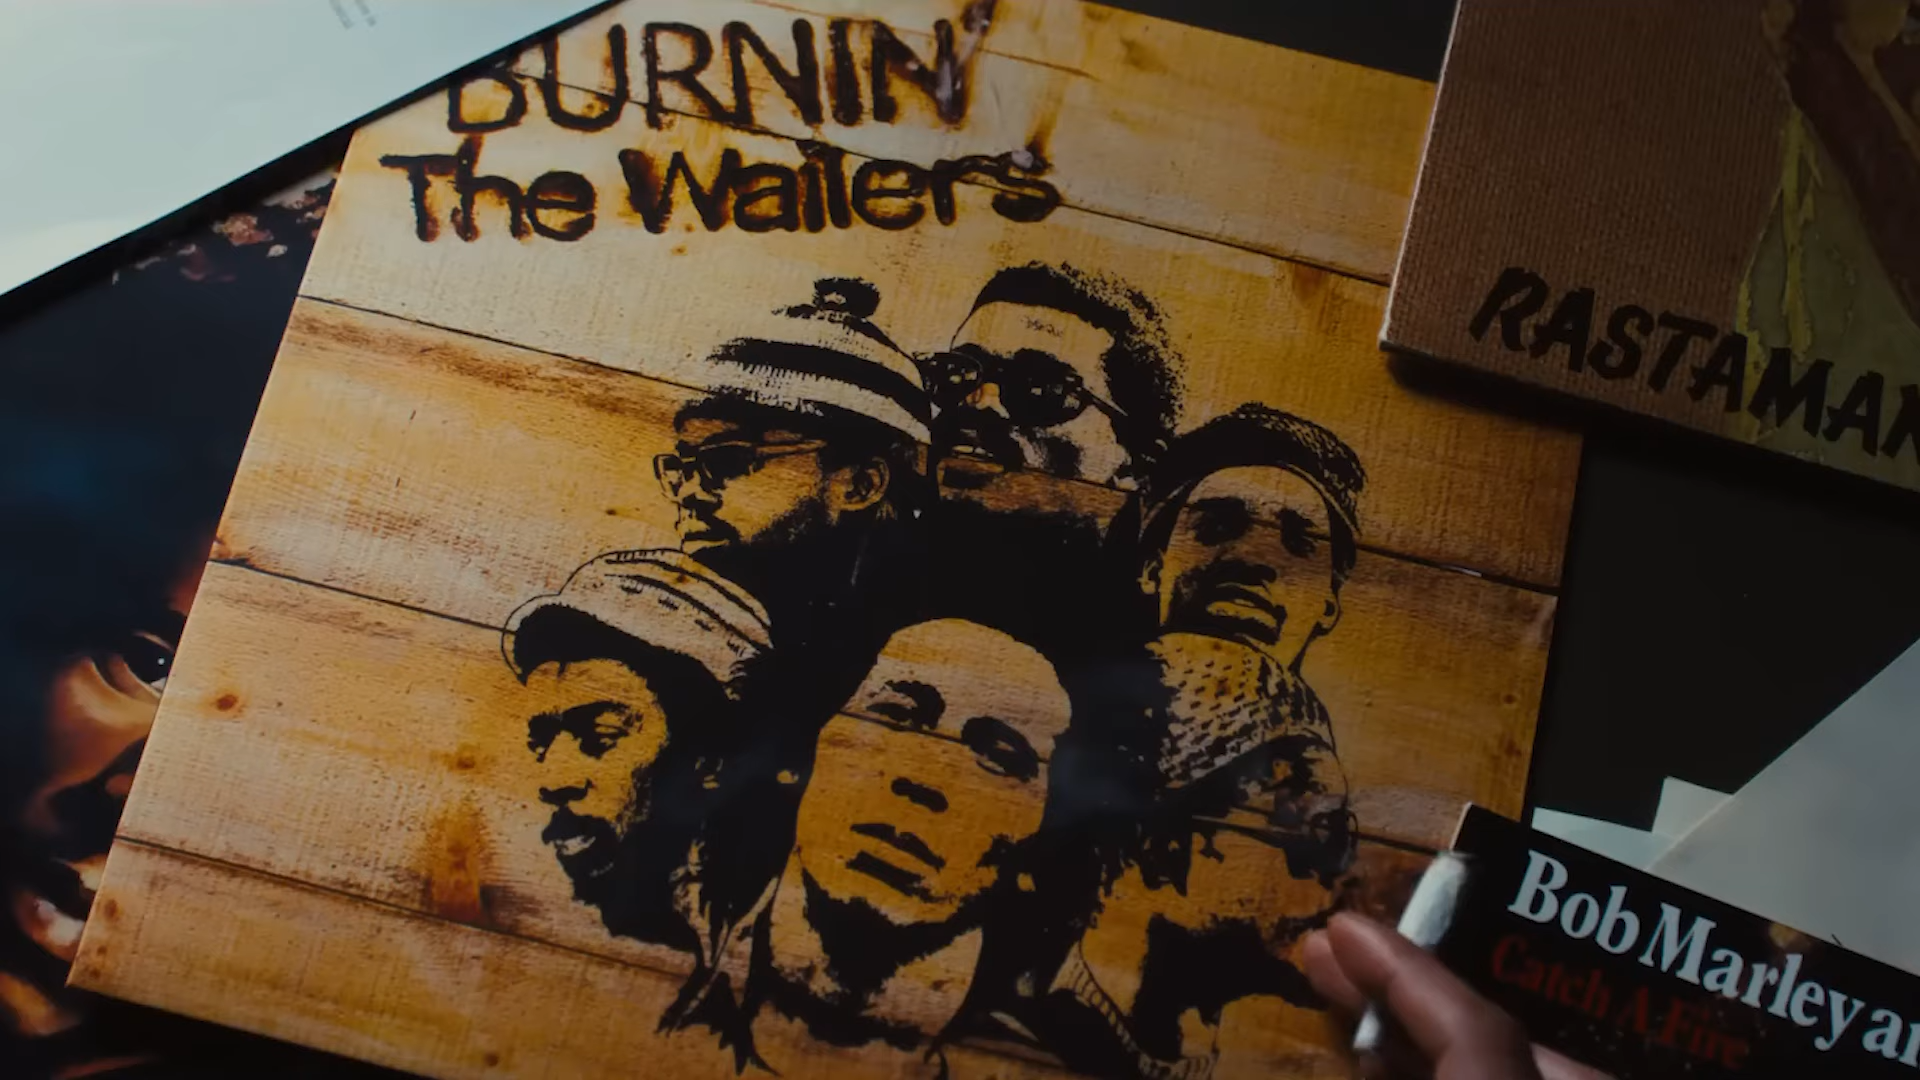 BURNIN'
The Wailers
RASTAMAN
Bob Marley an
Catch A Fire